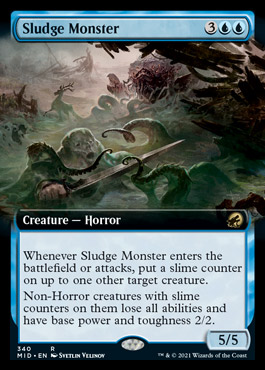 Sludge Monster 3
Creature — Horror
Whenever Sludge Monster enters the
battlefield or attacks, put a slime counter
on up to one other target creature.
Non-Horror creatures with slime
counters on them lose all abilities and
have base power and toughness 2/2.
5/5
340 R
MID • EN SVETLIN VELINOV ™ & © 2021 Wizards of the Coast